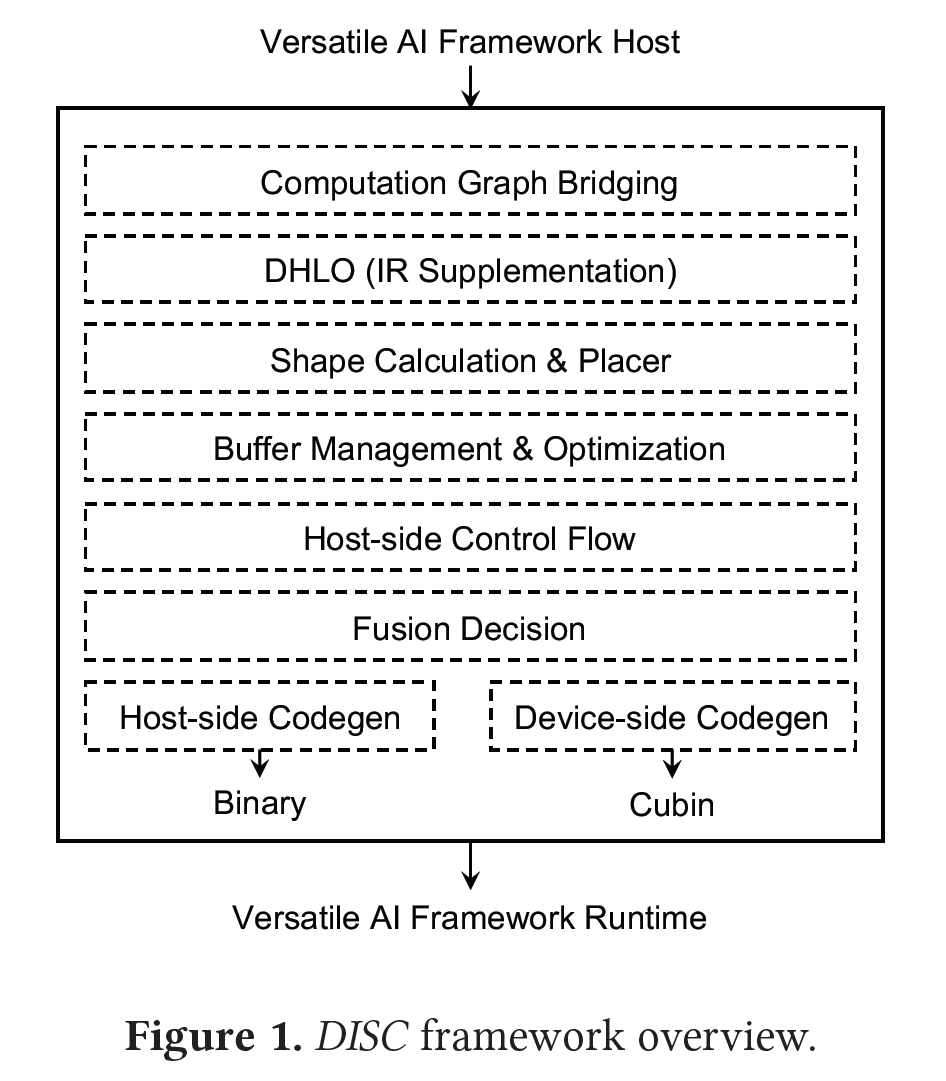 Versatile AI Framework Host
Computation Graph Bridging
DHLO (IR Supplementation)
Shape Calculation & Placer
Buffer Management & Optimization
Host-side Control Flow
Fusion Decision
Host-side Codegen
Device-side Codegen
Binary
Cubin
Versatile AI Framework Runtime
Figure 1. DISC framework overview.